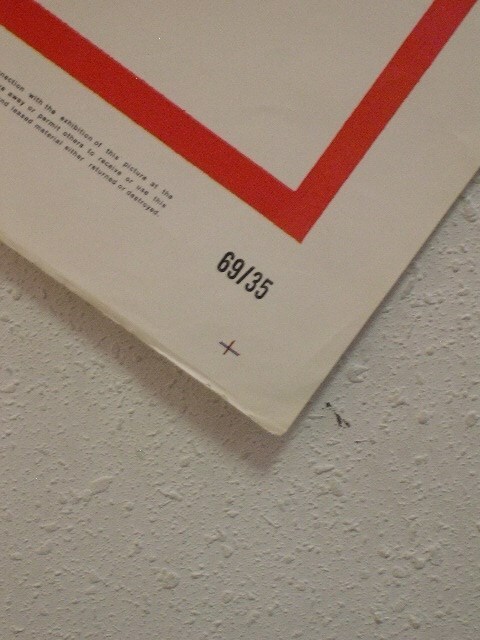 nection with the exhibition of this picture at the
away or permit others to receive or use this
leased material either returned or destroyed.
69/35